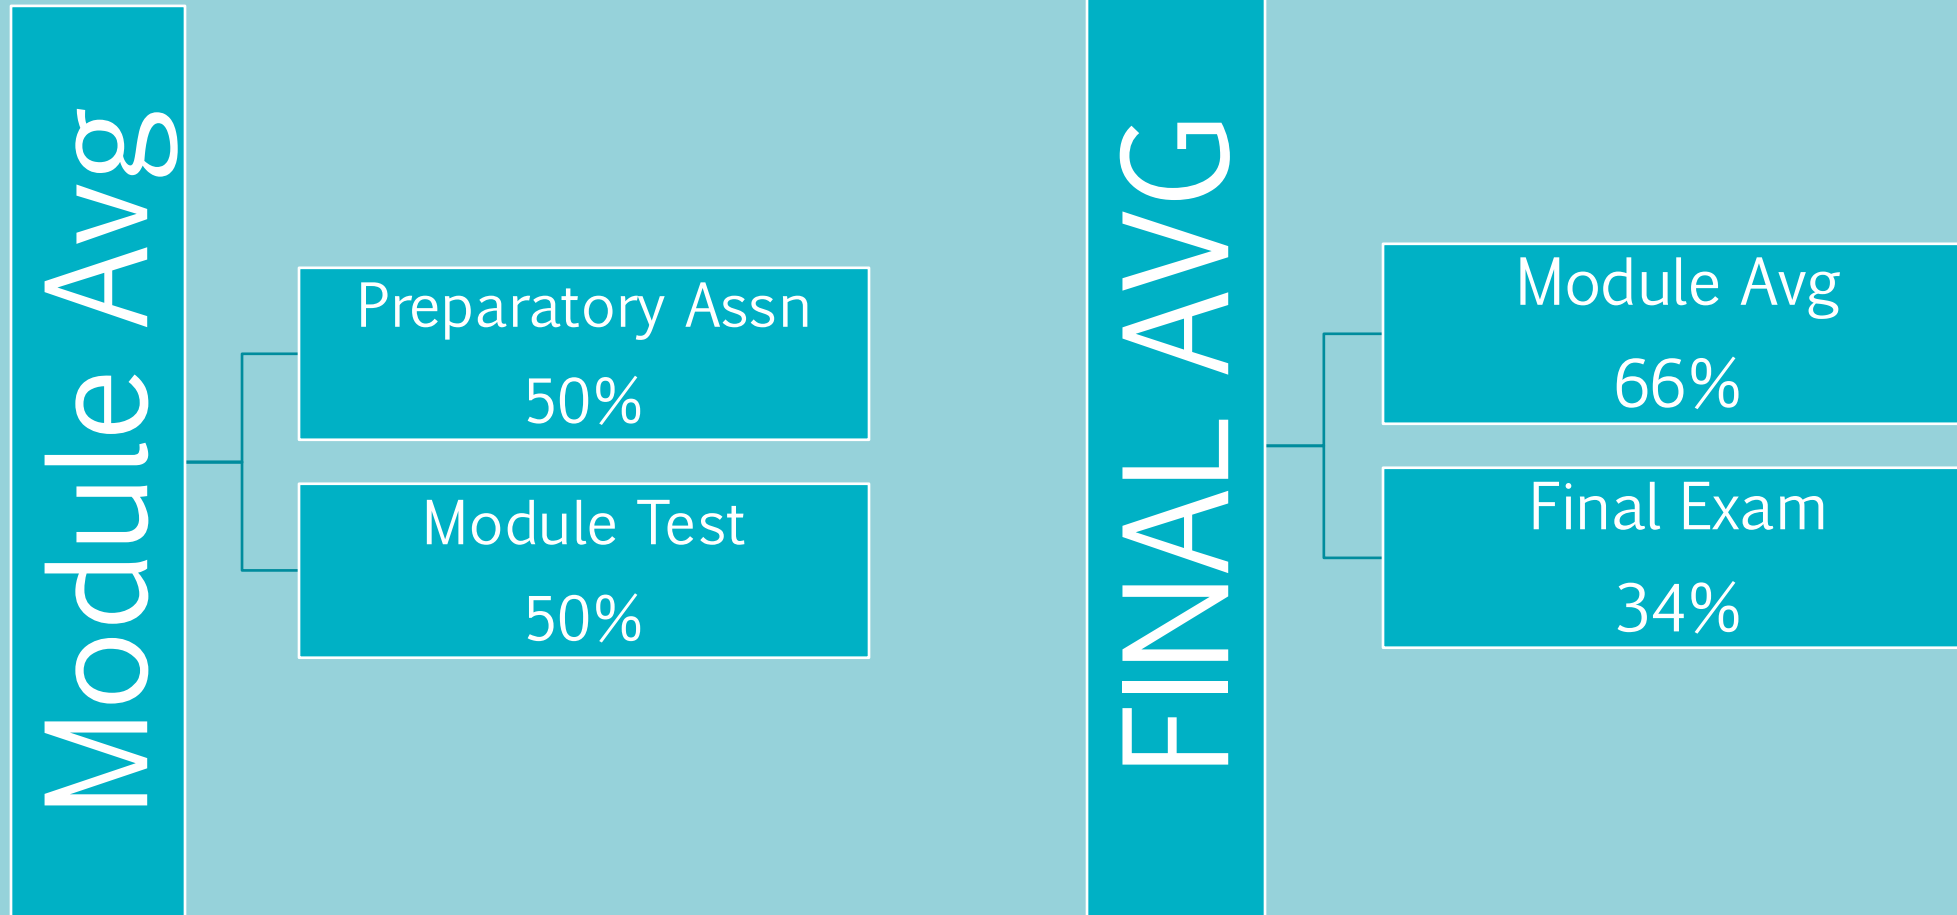 Module Avg
Preparatory Assn
50%
Module Test
50%
FINAL AVG
Module Avg
66%
Final Exam
34%